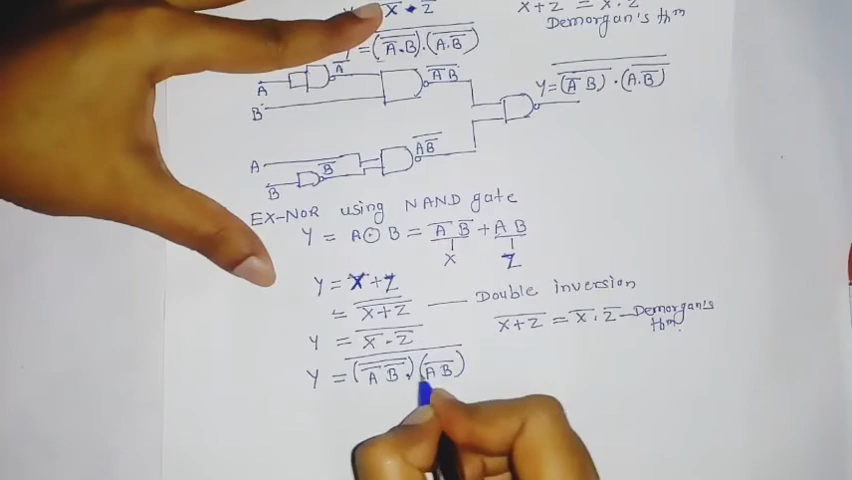 X̅ • Z̅
X+Z = X̅.Z̅
Demorgan's thm
Y = (A̅.B).(A.B̅)
A A̅ A̅ B
B
Y = (A̅ B) . (A.B̅)
A A B̅
B B̅
EX-NOR using NAND gate
Y = A ⊙ B = A̅ B̅ + A B
X Z
Y = X + Z
= X+Z — Double inversion
Y = X̅ . Z̅ X+Z = X̅ . Z̅ – Demorgan's thm.
Y = (A̅ B̅).(A B)